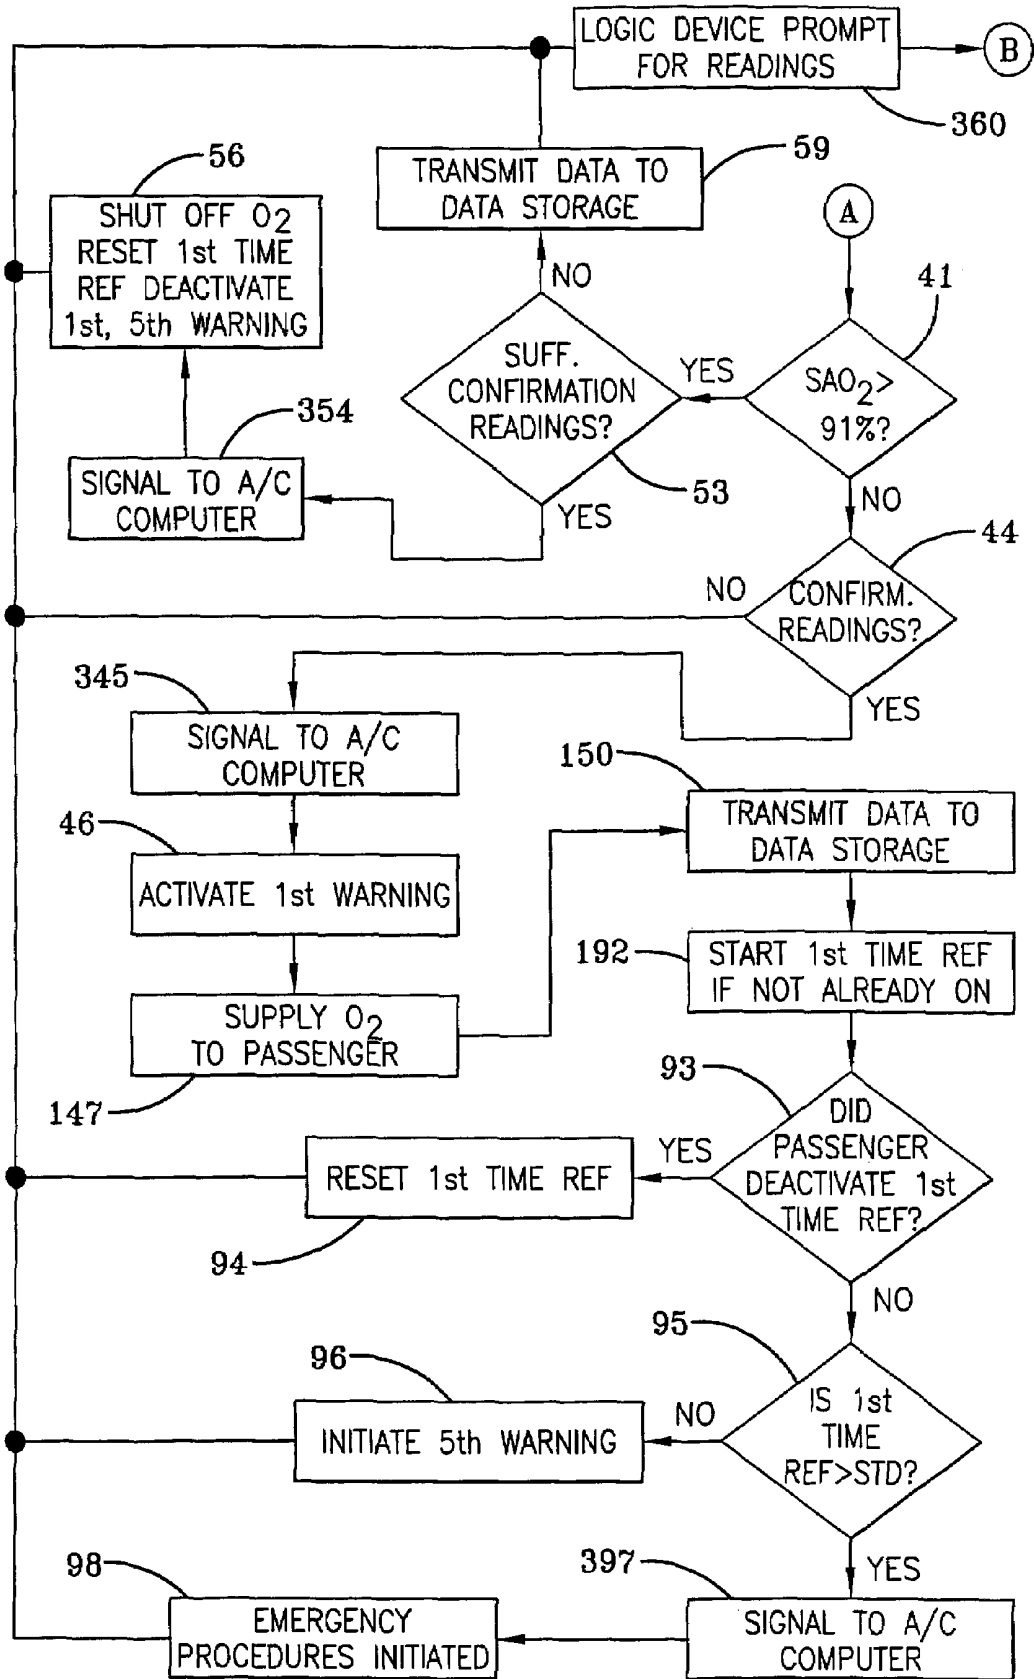 LOGIC DEVICE PROMPT
FOR READINGS
B
360
56
59
TRANSMIT DATA TO
DATA STORAGE
A
SHUT OFF O2
RESET 1st TIME
REF DEACTIVATE
1st, 5th WARNING
NO
41
SUFF.
CONFIRMATION
READINGS?
YES
SAO2>
91%?
354
SIGNAL TO A/C
COMPUTER
53
YES
NO
44
NO
CONFIRM.
READINGS?
345
YES
SIGNAL TO A/C
COMPUTER
150
TRANSMIT DATA TO
DATA STORAGE
46
ACTIVATE 1st WARNING
192
START 1st TIME REF
IF NOT ALREADY ON
SUPPLY O2
TO PASSENGER
147
93
DID
PASSENGER
DEACTIVATE 1st
TIME REF?
YES
RESET 1st TIME REF
94
NO
95
96
IS 1st
TIME
REF>STD?
NO
INITIATE 5th WARNING
YES
397
98
EMERGENCY
PROCEDURES INITIATED
SIGNAL TO A/C
COMPUTER